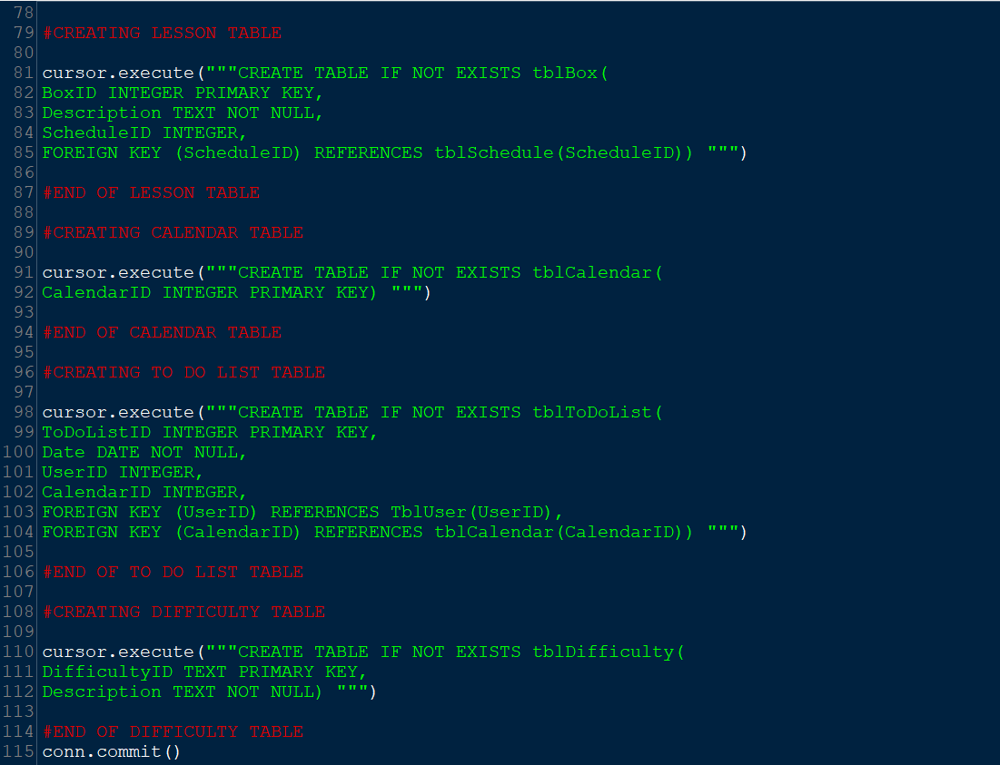 78
79 #CREATING LESSON TABLE
80
81 cursor.execute("""CREATE TABLE IF NOT EXISTS tblBox(
82 BoxID INTEGER PRIMARY KEY,
83 Description TEXT NOT NULL,
84 ScheduleID INTEGER,
85 FOREIGN KEY (ScheduleID) REFERENCES tblSchedule(ScheduleID)) """)
86
87 #END OF LESSON TABLE
88
89 #CREATING CALENDAR TABLE
90
91 cursor.execute("""CREATE TABLE IF NOT EXISTS tblCalendar(
92 CalendarID INTEGER PRIMARY KEY) """)
93
94 #END OF CALENDAR TABLE
95
96 #CREATING TO DO LIST TABLE
97
98 cursor.execute("""CREATE TABLE IF NOT EXISTS tblToDoList(
99 ToDoListID INTEGER PRIMARY KEY,
100 Date DATE NOT NULL,
101 UserID INTEGER,
102 CalendarID INTEGER,
103 FOREIGN KEY (UserID) REFERENCES TblUser(UserID),
104 FOREIGN KEY (CalendarID) REFERENCES tblCalendar(CalendarID)) """)
105
106 #END OF TO DO LIST TABLE
107
108 #CREATING DIFFICULTY TABLE
109
110 cursor.execute("""CREATE TABLE IF NOT EXISTS tblDifficulty(
111 DifficultyID TEXT PRIMARY KEY,
112 Description TEXT NOT NULL) """)
113
114 #END OF DIFFICULTY TABLE
115 conn.commit()